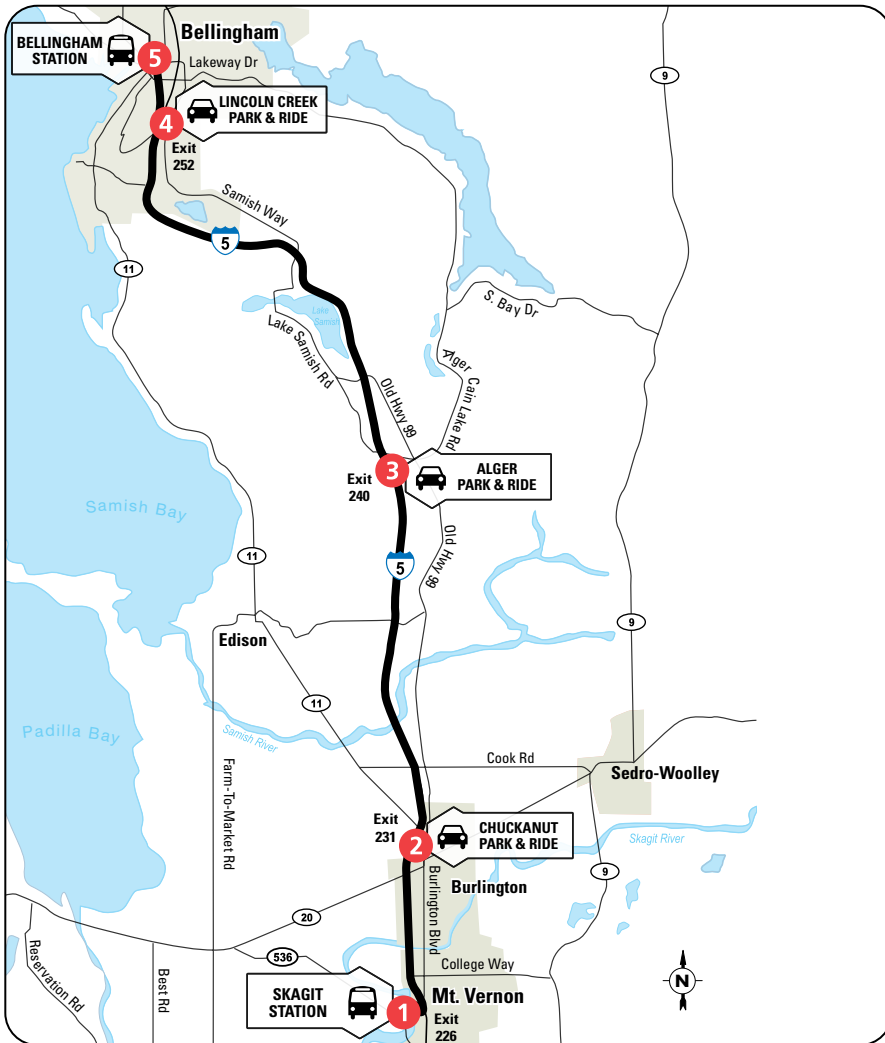 Bellingham
BELLINGHAM
STATION
5
Lakeway Dr
9
LINCOLN CREEK
PARK & RIDE
4
Exit
252
Samish Way
5
11
S. Bay Dr
Lake
Samish
Lake Samish Rd
Alger
Cain Lake Rd
Old Hwy 99
3
ALGER
PARK & RIDE
Exit
240
Samish Bay
Old Hwy 99
11
5
9
Edison
11
Padilla Bay
Samish River
Cook Rd
Sedro-Woolley
Farm-To-Market Rd
Exit
231
2
CHUCKANUT
PARK & RIDE
Skagit River
9
Burlington
Burlington Blvd
20
536
College Way
Reservation Rd
Best Rd
N
SKAGIT
STATION
1
Mt. Vernon
Exit
226